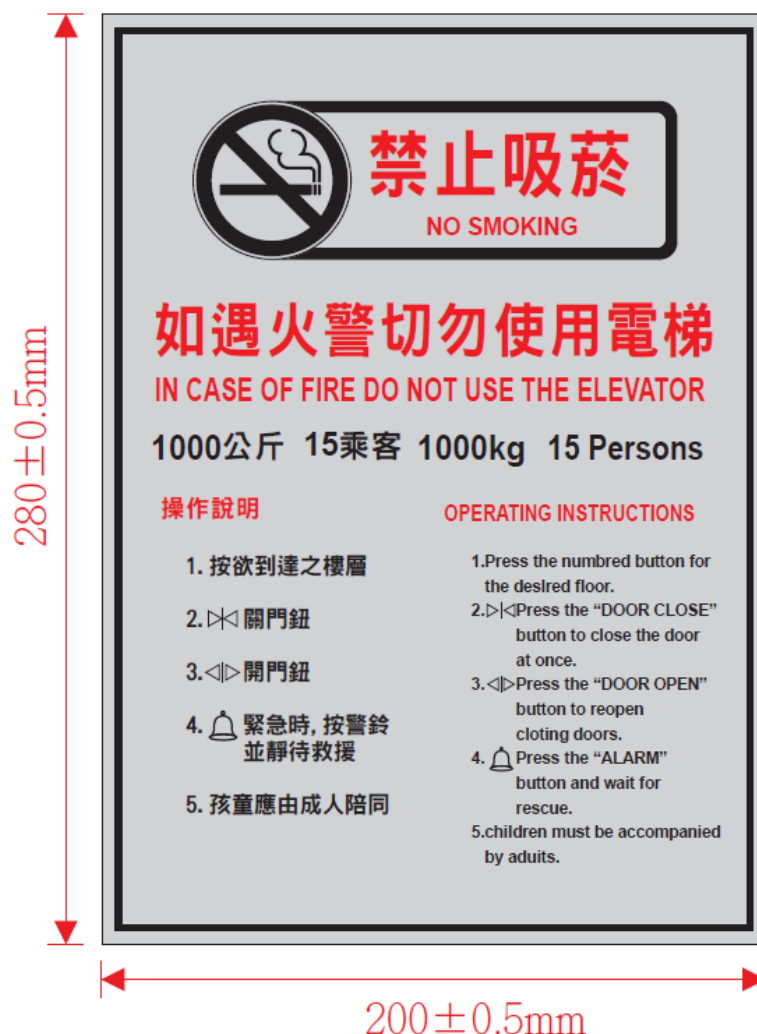 禁止吸菸
NO SMOKING
如遇火警切勿使用電梯
IN CASE OF FIRE DO NOT USE THE ELEVATOR
1000公斤 15乘客 1000kg 15 Persons
操作說明
1. 按欲到達之樓層
2. 關門鈕
3. 開門鈕
4. 緊急時, 按警鈴
並靜待救援
5. 孩童應由成人陪同
OPERATING INSTRUCTIONS
1.Press the numbred button for
the desired floor.
2. Press the “DOOR CLOSE”
button to close the door
at once.
3. Press the “DOOR OPEN”
button to reopen
cloting doors.
4. Press the “ALARM”
button and wait for
rescue.
5.children must be accompanied
by aduits.
280±0.5mm
200±0.5mm